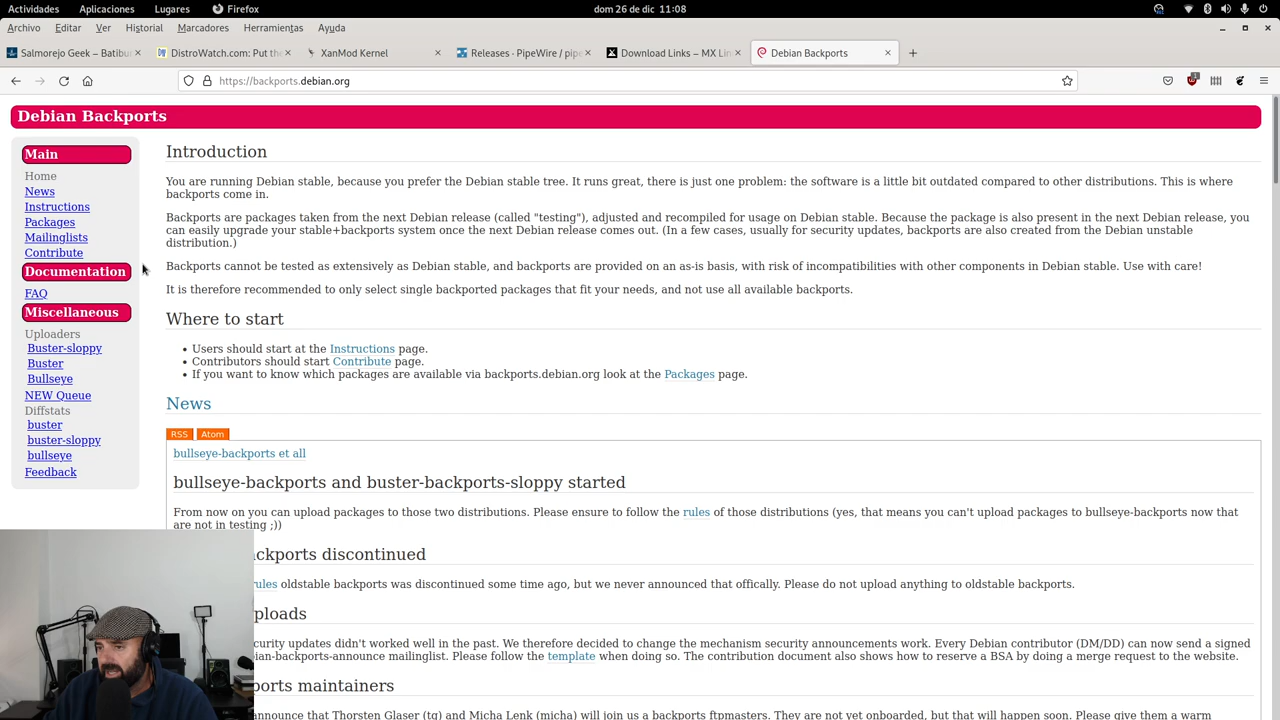 Actividades Aplicaciones Lugares Firefox dom 26 de dic 11:08
Archivo Editar Ver Historial Marcadores Herramientas Ayuda
Salmorejo Geek – Batibu DistroWatch.com: Put the XanMod Kernel Releases · PipeWire / pip Download Links – MX Lin Debian Backports
https://backports.debian.org
Debian Backports
Main
Home
News
Instructions
Packages
Mailinglists
Contribute
Documentation
FAQ
Miscellaneous
Uploaders
Buster-sloppy
Buster
Bullseye
NEW Queue
Diffstats
buster
buster-sloppy
bullseye
Feedback
Introduction
You are running Debian stable, because you prefer the Debian stable tree. It runs great, there is just one problem: the software is a little bit outdated compared to other distributions. This is where
backports come in.
Backports are packages taken from the next Debian release (called "testing"), adjusted and recompiled for usage on Debian stable. Because the package is also present in the next Debian release, you
can easily upgrade your stable+backports system once the next Debian release comes out. (In a few cases, usually for security updates, backports are also created from the Debian unstable
distribution.)
Backports cannot be tested as extensively as Debian stable, and backports are provided on an as-is basis, with risk of incompatibilities with other components in Debian stable. Use with care!
It is therefore recommended to only select single backported packages that fit your needs, and not use all available backports.
Where to start
• Users should start at the Instructions page.
• Contributors should start Contribute page.
• If you want to know which packages are available via backports.debian.org look at the Packages page.
News
RSS Atom
bullseye-backports et all
bullseye-backports and buster-backports-sloppy started
From now on you can upload packages to those two distributions. Please ensure to follow the rules of those distributions (yes, that means you can't upload packages to bullseye-backports now that
are not in testing ;))
ckports discontinued
rules oldstable backports was discontinued some time ago, but we never announced that offically. Please do not upload anything to oldstable backports.
ploads
ecurity updates didn't worked well in the past. We therefore decided to change the mechanism security announcements work. Every Debian contributor (DM/DD) can now send a signed
ian-backports-announce mailinglist. Please follow the template when doing so. The contribution document also shows how to reserve a BSA by doing a merge request to the website.
ports maintainers
announce that Thorsten Glaser (tg) and Micha Lenk (micha) will join us a backports ftpmasters. They are not yet onboarded, but that will happen soon. Please give them a warm